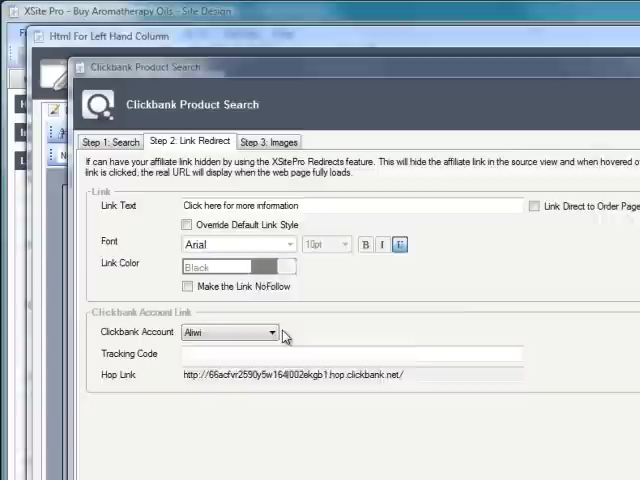 XSite Pro - Buy Aromatherapy Oils - Site Design
Html For Left Hand Column
Clickbank Product Search
Clickbank Product Search
Step 1: Search
Step 2: Link Redirect
Step 3: Images
If can have your affiliate link hidden by using the XSitePro Redirects feature. This will hide the affiliate link in the source view and when hovered o
link is clicked, the real URL will display when the web page fully loads.
Link
Link Text
Click here for more information
Link Direct to Order Page
Override Default Link Style
Font
Arial
10pt
B
I
U
Link Color
Black
Make the Link NoFollow
Clickbank Account Link
Clickbank Account
Aliwi
Tracking Code
Hop Link